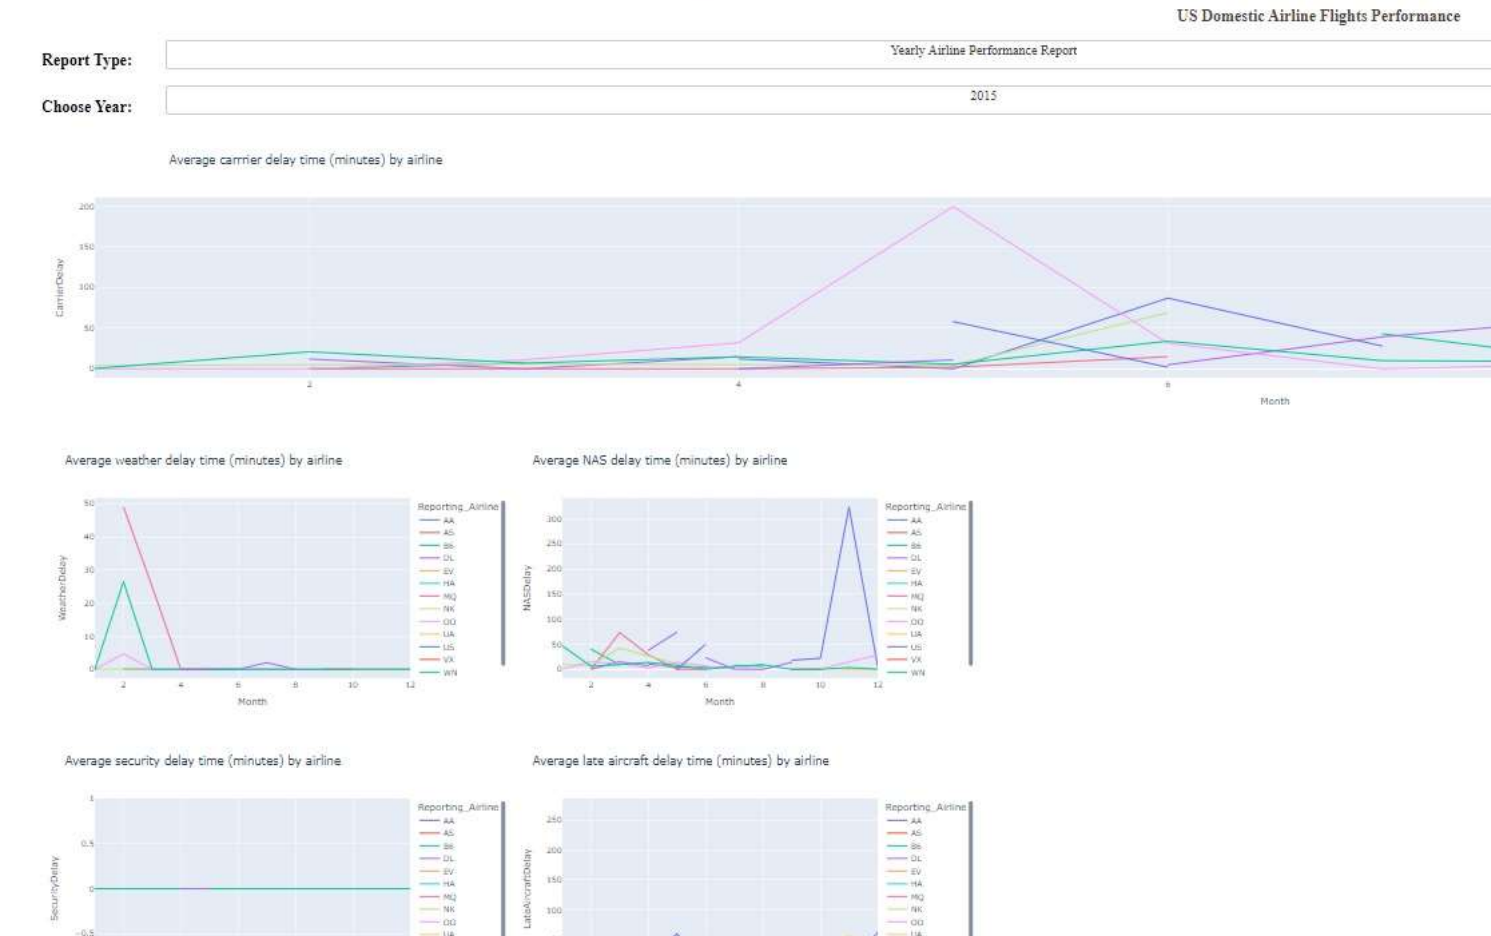 US Domestic Airline Flights Performance
Report Type:
Yearly Airline Performance Report
Choose Year:
2015
Average carrrier delay time (minutes) by airline
200
150
100
50
0
CarrierDelay
2
4
6
Month
Average weather delay time (minutes) by airline
50
40
30
20
10
0
WeatherDelay
2
4
6
8
10
12
Month
Reporting_Airline
AA
AS
B6
DL
EV
HA
MQ
NK
OO
UA
US
VX
WN
Average NAS delay time (minutes) by airline
300
250
200
150
100
50
0
NASDelay
2
4
6
8
10
12
Month
Reporting_Airline
AA
AS
B6
DL
EV
HA
MQ
NK
OO
UA
US
VX
WN
Average security delay time (minutes) by airline
1
0.5
0
−0.5
SecurityDelay
Reporting_Airline
AA
AS
B6
DL
EV
HA
MQ
NK
OO
UA
Average late aircraft delay time (minutes) by airline
250
200
150
100
LateAircraftDelay
Reporting_Airline
AA
AS
B6
DL
EV
HA
MQ
NK
OO
UA